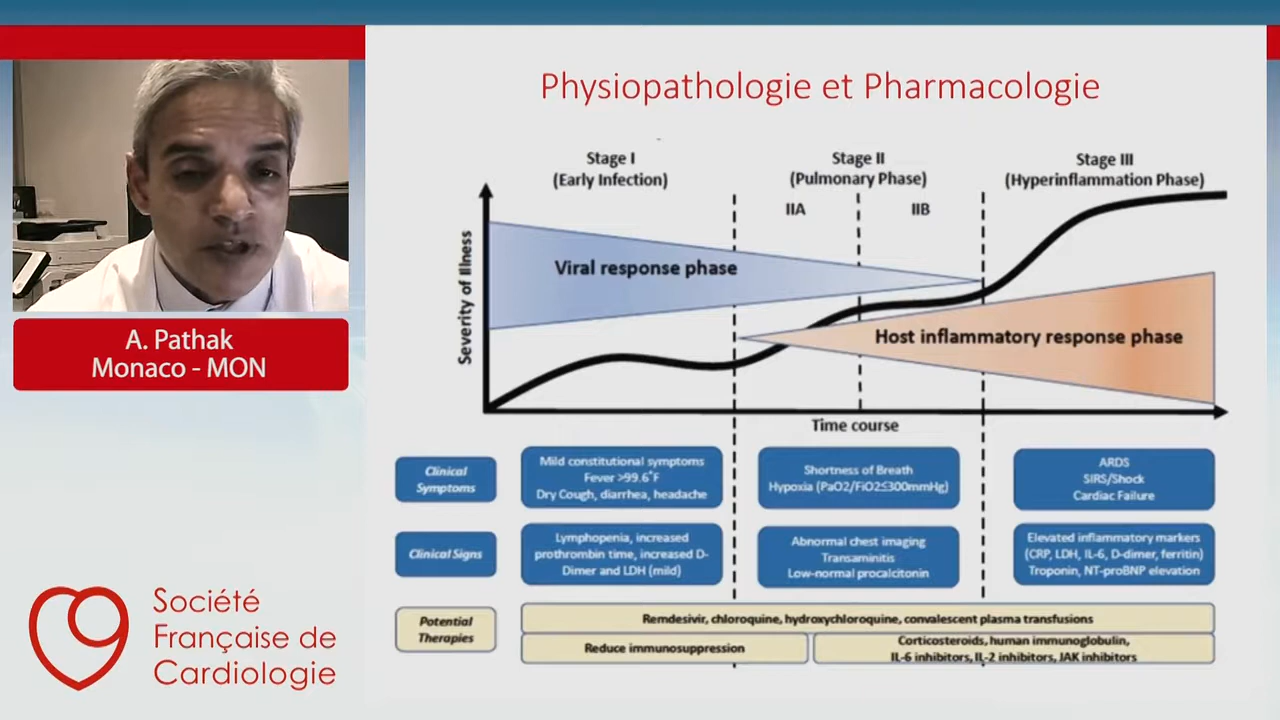 Physiopathologie et Pharmacologie
A. Pathak
Monaco - MON
Société
Française de
Cardiologie
Stage I
(Early Infection)
Stage II
(Pulmonary Phase)
IIA
IIB
Stage III
(Hyperinflammation Phase)
Severity of Illness
Viral response phase
Host inflammatory response phase
Time course
Clinical
Symptoms
Mild constitutional symptoms
Fever >99.6°F
Dry Cough, diarrhea, headache
Shortness of Breath
Hypoxia (PaO2/FiO2≤300mmHg)
ARDS
SIRS/Shock
Cardiac Failure
Clinical Signs
Lymphopenia, increased
prothrombin time, increased D-
Dimer and LDH (mild)
Abnormal chest imaging
Transaminitis
Low-normal procalcitonin
Elevated inflammatory markers
(CRP, LDH, IL-6, D-dimer, ferritin)
Troponin, NT-proBNP elevation
Potential
Therapies
Remdesivir, chloroquine, hydroxychloroquine, convalescent plasma transfusions
Reduce immunosuppression
Corticosteroids, human immunoglobulin,
IL-6 inhibitors, IL-2 inhibitors, JAK inhibitors